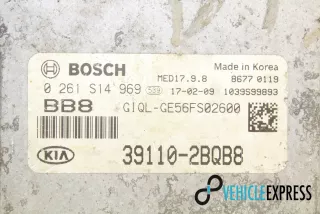 BOSCH
MED17.9.8
Made in Korea
8677 0119
0 261 S14 969
17-02-09 1039S99893
BB8
GIQL-GE56FS02600
KIA
39110-2BQB8
VEHICLEEXPRESS